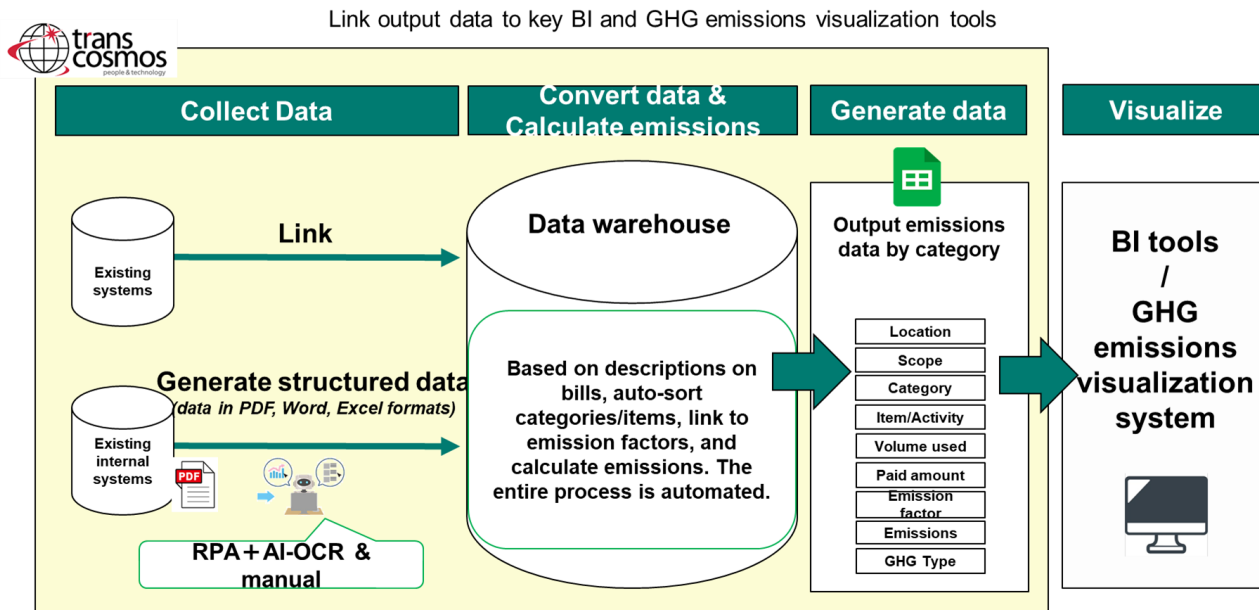 Link output data to key BI and GHG emissions visualization tools
trans
cosmos
people & technology
Collect Data
Convert data &
Calculate emissions
Generate data
Visualize
Existing
systems
Link
Generate structured data
(data in PDF, Word, Excel formats)
Existing
internal
systems
PDF
RPA+AI-OCR &
manual
Data warehouse
Based on descriptions on
bills, auto-sort
categories/items, link to
emission factors, and
calculate emissions. The
entire process is automated.
Output emissions
data by category
Location
Scope
Category
Item/Activity
Volume used
Paid amount
Emission
factor
Emissions
GHG Type
BI tools
/
GHG
emissions
visualization
system